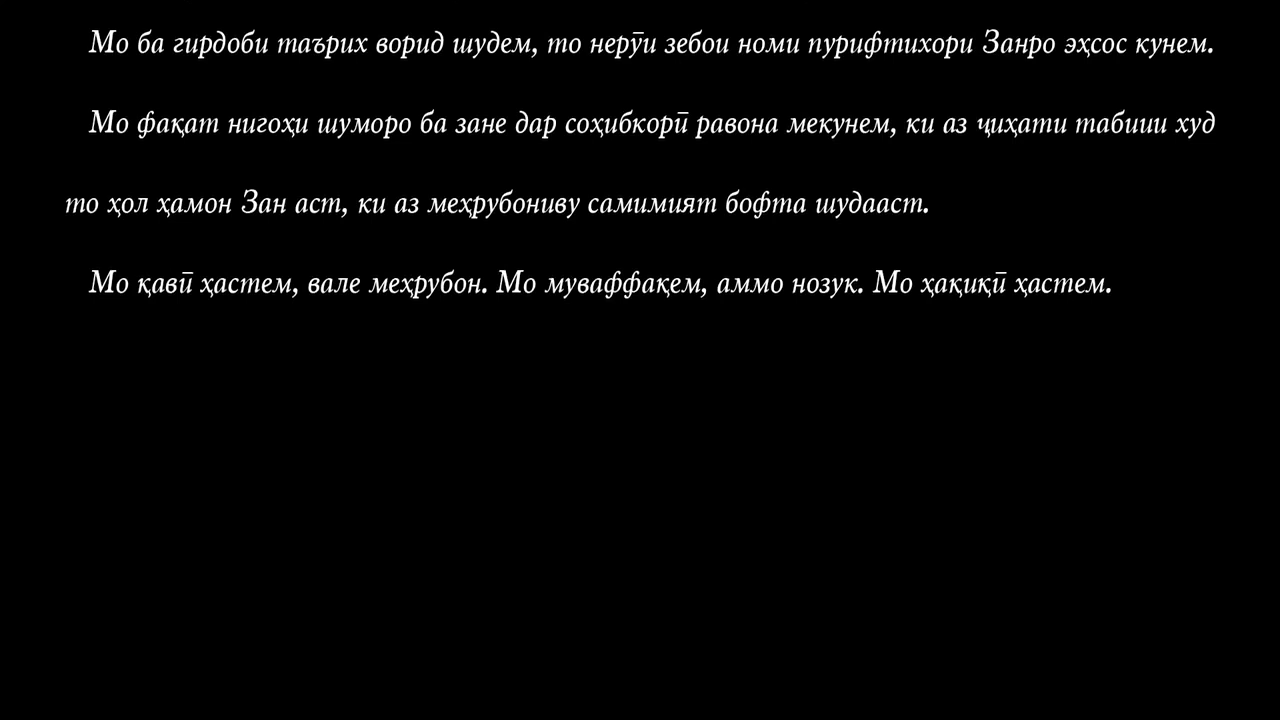 Мо ба гирдоби таърих ворид шудем, то нерӯи зебои номи пурифтихори Занро эҳсос кунем.
Мо фақат нигоҳи шуморо ба зане дар соҳибкорӣ равона мекунем, ки аз ҷиҳати табиии худ
то ҳол ҳамон Зан аст, ки аз меҳрубониву самимият бофта шудааст.
Мо қавӣ ҳастем, вале меҳрубон. Мо муваффақем, аммо нозук. Мо ҳақиқӣ ҳастем.